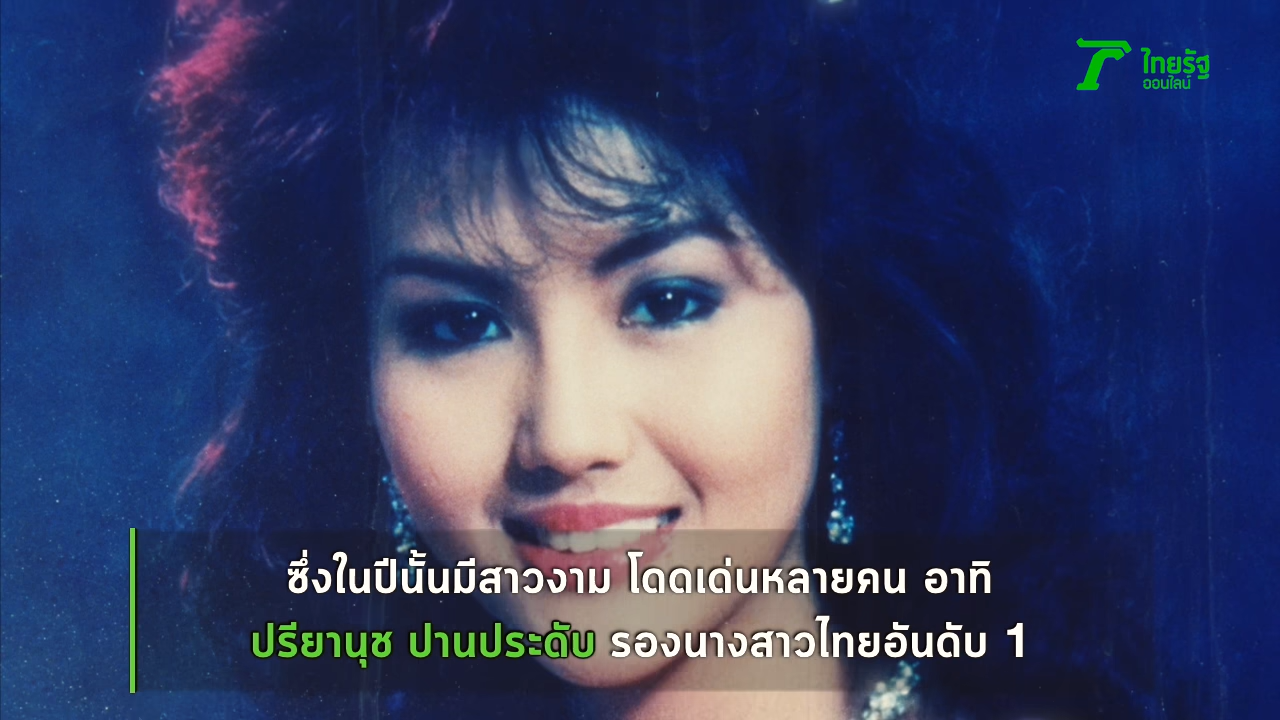 ไทยรัฐ
ออนไลน์
ซึ่งในปีนั้นมีสาวงาม โดดเด่นหลายคน อาทิ
ปรียานุช ปานประดับ รองนางสาวไทยอันดับ 1